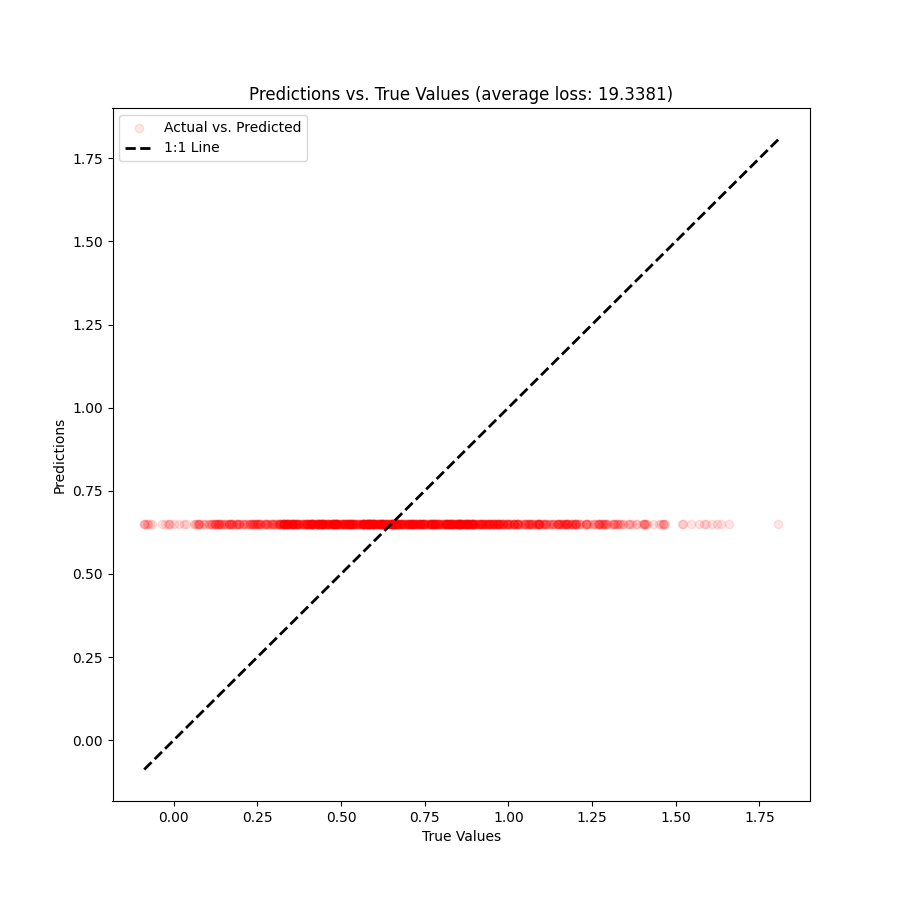 Predictions vs. True Values (average loss: 19.3381)
Actual vs. Predicted
1:1 Line
1.75
1.50
1.25
1.00
0.75
0.50
0.25
0.00
Predictions
0.00 0.25 0.50 0.75 1.00 1.25 1.50 1.75
True Values